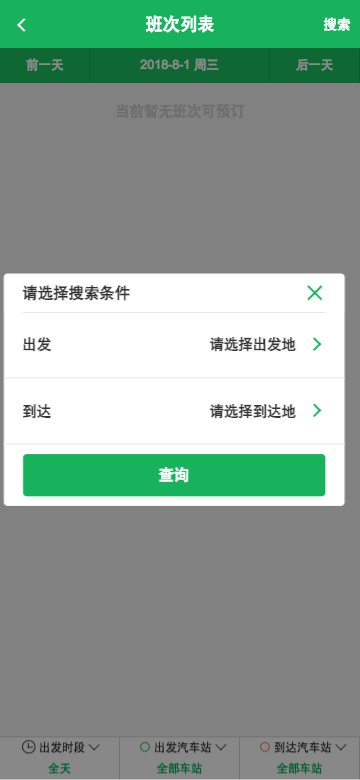 班次列表 搜索
前一天 2018-8-1 周三 后一天
当前暂无班次可预订
请选择搜索条件
出发 请选择出发地
到达 请选择到达地
查询
出发时段 出发汽车站 到达汽车站
全天 全部车站 全部车站